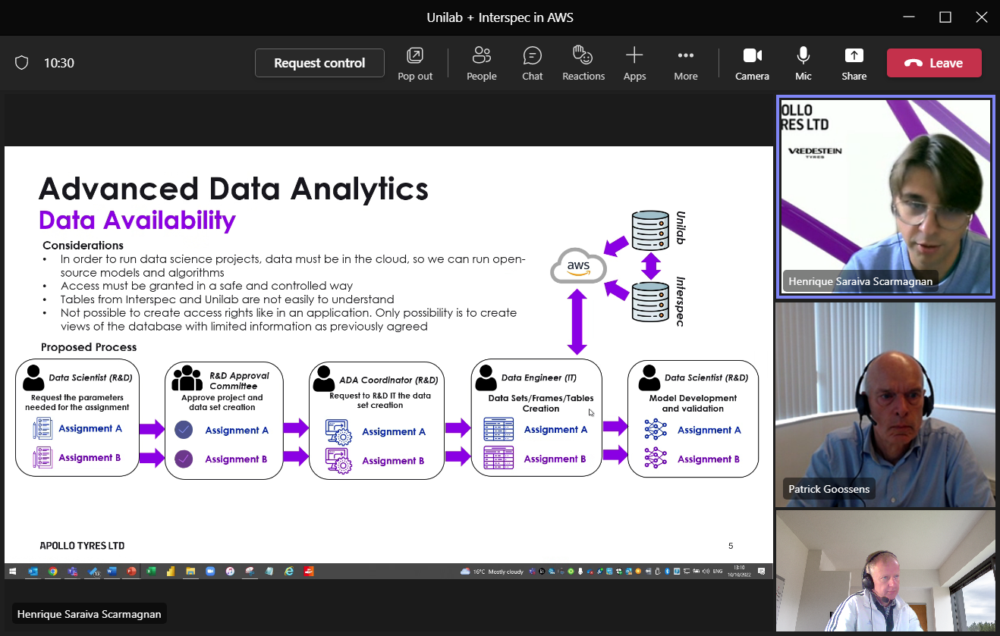 Unilab + Interspec in AWS
10:30
Request control
Pop out
People
Chat
Reactions
Apps
More
Camera
Mic
Share
Leave
Advanced Data Analytics
Data Availability
Considerations
• In order to run data science projects, data must be in the cloud, so we can run open-
source models and algorithms
• Access must be granted in a safe and controlled way
• Tables from Interspec and Unilab are not easily to understand
• Not possible to create access rights like in an application. Only possibility is to create
views of the database with limited information as previously agreed
Unilab
aws
Interspec
Proposed Process
Data Scientist (R&D)
Request the parameters
needed for the assignment
Assignment A
Assignment B
R&D Approval
Committee
Approve project and
data set creation
Assignment A
Assignment B
ADA Coordinator (R&D)
Request to R&D IT the data
set creation
Assignment A
Assignment B
Data Engineer (IT)
Data Sets/Frames/Tables
Creation
Assignment A
Assignment B
Data Scientist (R&D)
Model Development
and validation
Assignment A
Assignment B
APOLLO TYRES LTD
5
16°C Mostly cloudy
ENG
13:10
10/10/2022
Henrique Saraiva Scarmagnan
OLLO
RES LTD
VREDESTEIN
TYRES
Henrique Saraiva Scarmagnan
Patrick Goossens